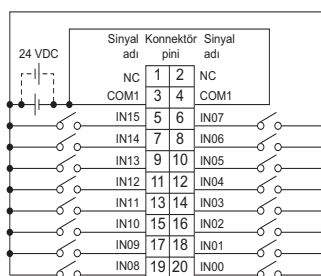 Sinyal Konnektör Sinyal
24 VDC adı pini adı
NC 1 2 NC
COM1 3 4 COM1
IN15 5 6 IN07
IN14 7 8 IN06
IN13 9 10 IN05
IN12 11 12 IN04
IN11 13 14 IN03
IN10 15 16 IN02
IN09 17 18 IN01
IN08 19 20 IN00